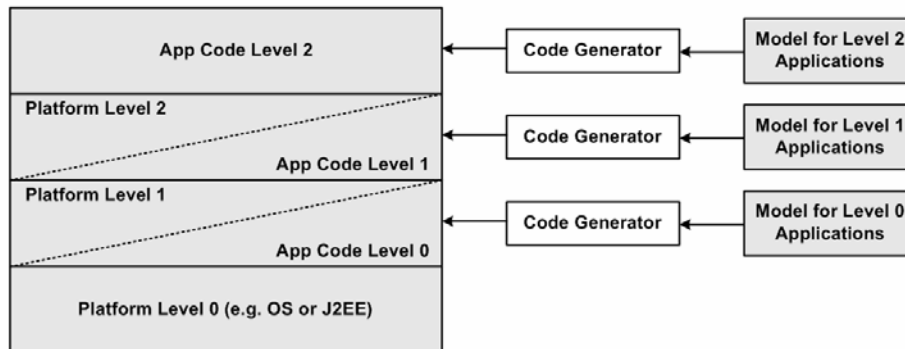 App Code Level 2
Code Generator
Model for Level 2
Applications
Platform Level 2
App Code Level 1
Code Generator
Model for Level 1
Applications
Platform Level 1
App Code Level 0
Code Generator
Model for Level 0
Applications
Platform Level 0 (e.g. OS or J2EE)